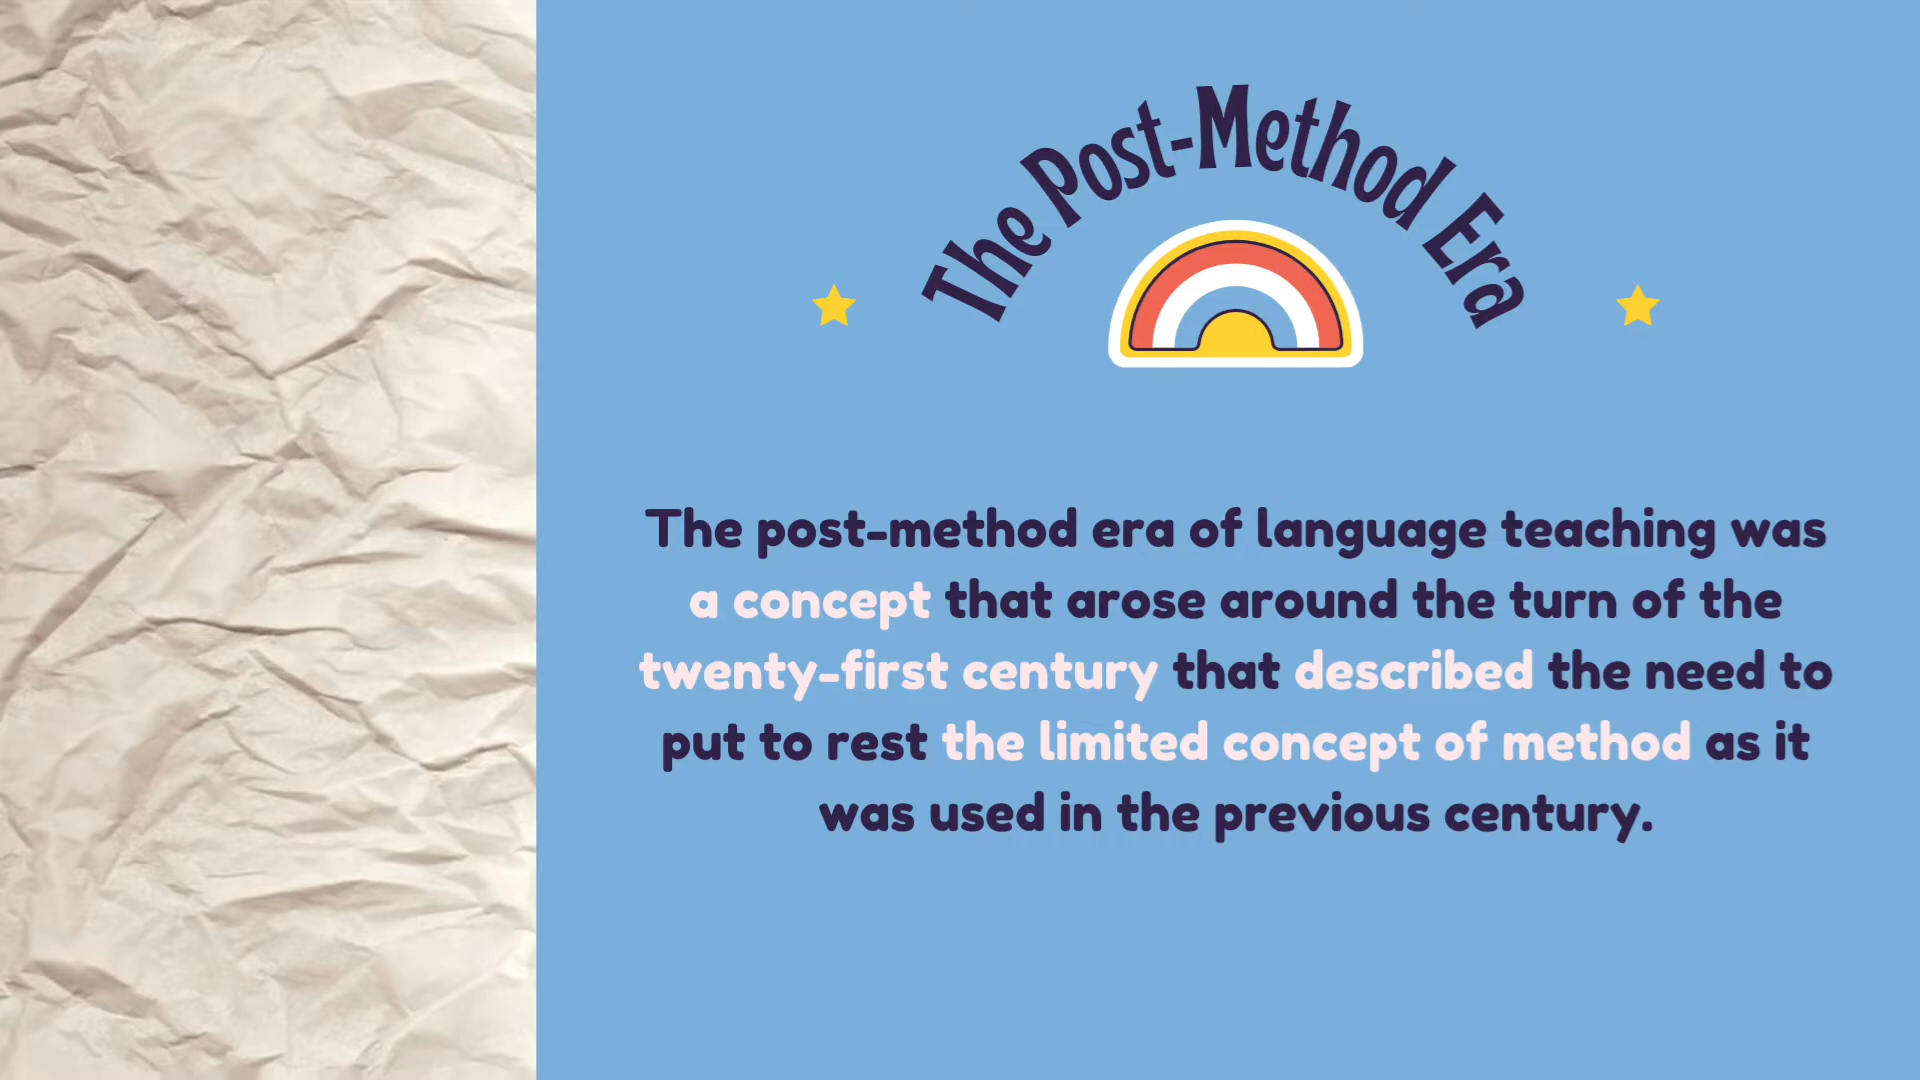 The Post-Method Era
The post-method era of language teaching was
a concept that arose around the turn of the
twenty-first century that described the need to
put to rest the limited concept of method as it
was used in the previous century.